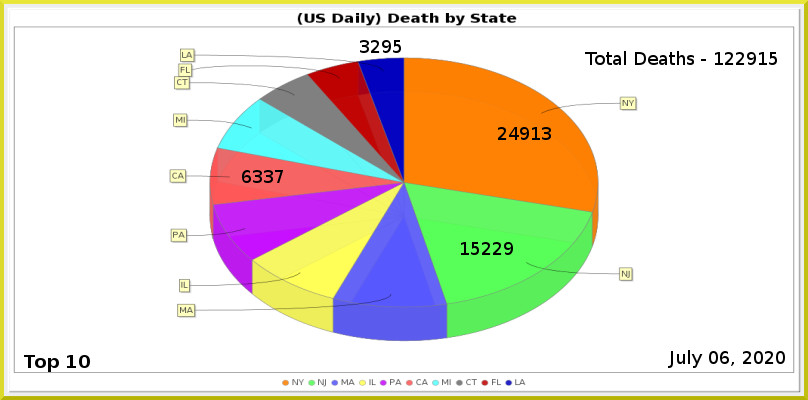 (US Daily) Death by State
Total Deaths - 122915
3295
LA
FL
CT
NY
24913
MI
CA
6337
PA
15229
NJ
IL
MA
Top 10
July 06, 2020
NY NJ MA IL PA CA MI CT FL LA